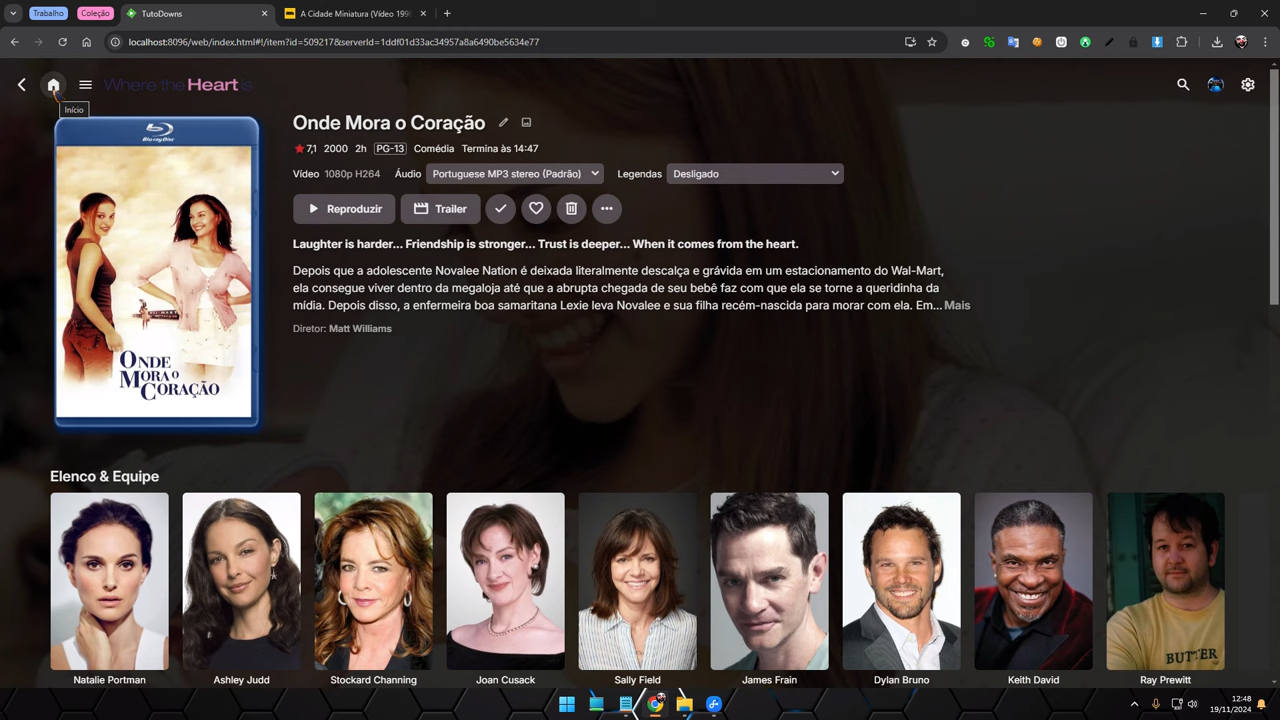 Trabalho
Coleção
TutoDowns
A Cidade Miniatura (Vídeo 199
localhost:8096/web/index.html#!/item?id=509217&serverId=1ddf01d33ac34957a8a6490be5634e77
Where the Heart is
Início
Blu-ray Disc
ONDE
MORA O
CORAÇÃO
Onde Mora o Coração
7,1 2000 2h PG-13 Comédia Termina às 14:47
Vídeo 1080p H264 Áudio Portuguese MP3 stereo (Padrão) Legendas Desligado
Reproduzir Trailer
Laughter is harder... Friendship is stronger... Trust is deeper... When it comes from the heart.
Depois que a adolescente Novalee Nation é deixada literalmente descalça e grávida em um estacionamento do Wal-Mart,
ela consegue viver dentro da megaloja até que a abrupta chegada de seu bebê faz com que ela se torne a queridinha da
mídia. Depois disso, a enfermeira boa samaritana Lexie leva Novalee e sua filha recém-nascida para morar com ela. Em... Mais
Diretor: Matt Williams
Elenco & Equipe
BUTTER
Natalie Portman
Ashley Judd
Stockard Channing
Joan Cusack
Sally Field
James Frain
Dylan Bruno
Keith David
Ray Prewitt
12:48
19/11/2024